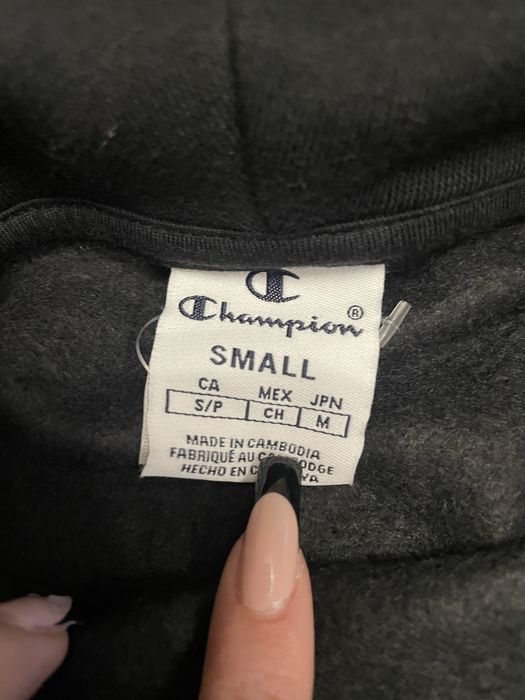 Champion®
SMALL
CA MEX JPN
S/P CH M
MADE IN CAMBODIA
FABRIQUÉ AU
HECHO EN